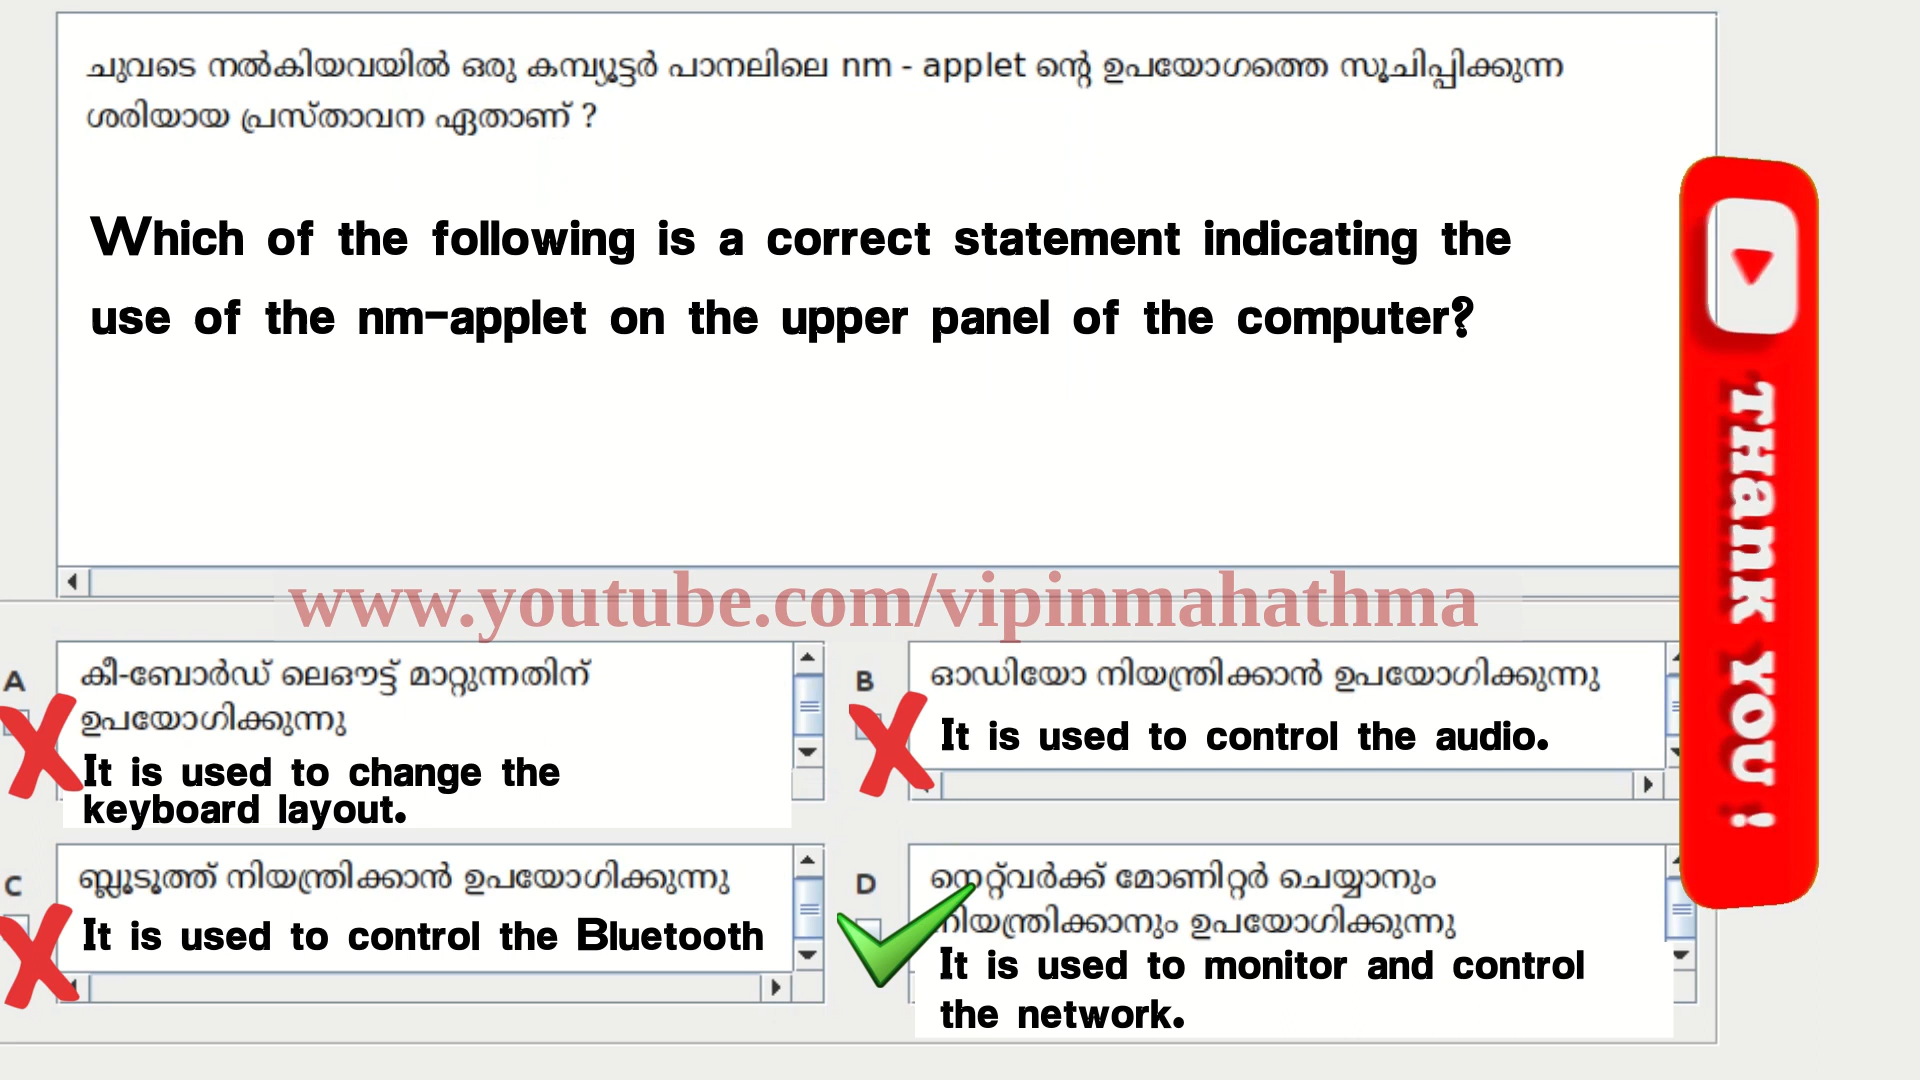 ചുവടെ നൽകിയവയിൽ ഒരു കമ്പ്യൂട്ടർ പാനലിലെ nm - applet ന്റെ ഉപയോഗത്തെ സൂചിപ്പിക്കുന്ന
ശരിയായ പ്രസ്താവന ഏതാണ് ?
Which of the following is a correct statement indicating the
use of the nm-applet on the upper panel of the computer?
www.youtube.com/vipinmahathma
A
കീ-ബോർഡ് ലെഔട്ട് മാറ്റുന്നതിന്
ഉപയോഗിക്കുന്നു
It is used to change the
keyboard layout.
B
ഓഡിയോ നിയന്ത്രിക്കാൻ ഉപയോഗിക്കുന്നു
It is used to control the audio.
C
ബ്ലൂടൂത്ത് നിയന്ത്രിക്കാൻ ഉപയോഗിക്കുന്നു
It is used to control the Bluetooth
D
നെറ്റ്‌വർക്ക് മോണിറ്റർ ചെയ്യാനും
നിയന്ത്രിക്കാനും ഉപയോഗിക്കുന്നു
It is used to monitor and control
the network.
THANK YOU !